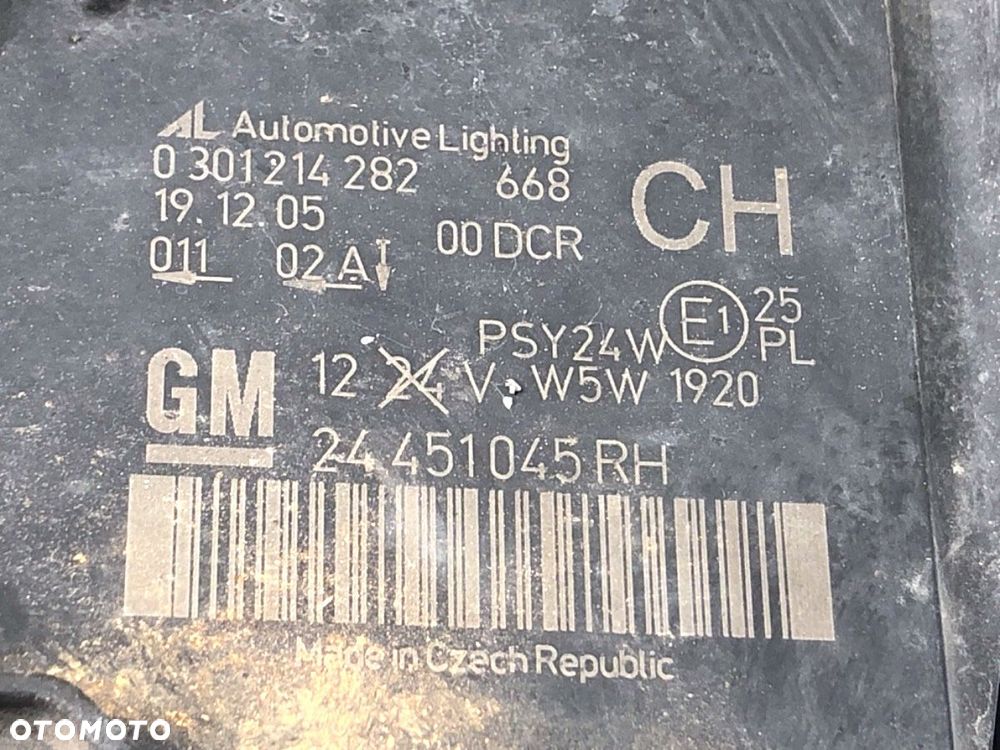 AL Automotive Lighting
0 301 214 282 668
19.12.05 00 DCR
CH
011 02 A
E1 25
PL
PSY24W
GM 12 24 V. W5W 1920
24 451045 RH
Made in Czech Republic
OTOMOTO